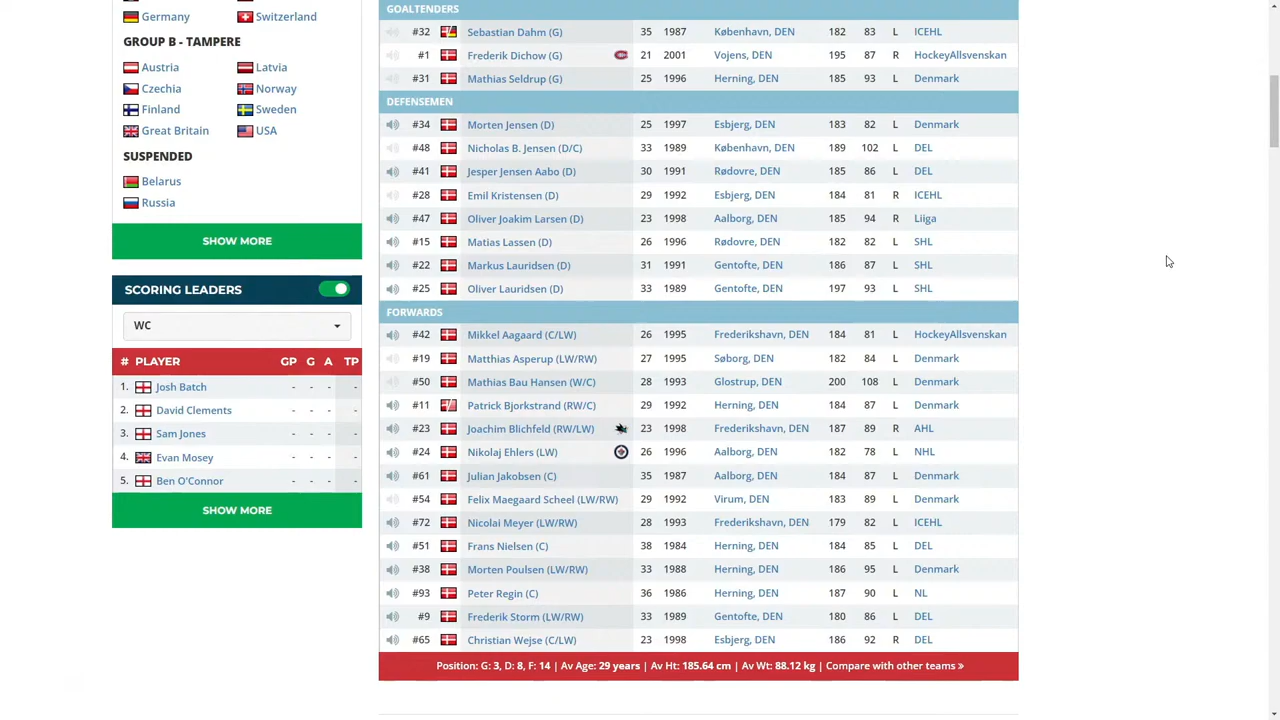 Germany Switzerland
GROUP B - TAMPERE
Austria Latvia
Czechia Norway
Finland Sweden
Great Britain USA
SUSPENDED
Belarus
Russia
SHOW MORE
SCORING LEADERS
WC
# PLAYER GP G A TP
1. Josh Batch - - - -
2. David Clements - - - -
3. Sam Jones - - - -
4. Evan Mosey - - - -
5. Ben O'Connor - - - -
SHOW MORE
GOALTENDERS
#32 Sebastian Dahm (G) 35 1987 København, DEN 182 83 L ICEHL
#1 Frederik Dichow (G) 21 2001 Vojens, DEN 195 87 R HockeyAllsvenskan
#31 Mathias Seldrup (G) 25 1996 Herning, DEN 185 93 L Denmark
DEFENSEMEN
#34 Morten Jensen (D) 25 1997 Esbjerg, DEN 183 82 L Denmark
#48 Nicholas B. Jensen (D/C) 33 1989 København, DEN 189 102 L DEL
#41 Jesper Jensen Aabo (D) 30 1991 Rødovre, DEN 185 86 L DEL
#28 Emil Kristensen (D) 29 1992 Esbjerg, DEN 185 84 R ICEHL
#47 Oliver Joakim Larsen (D) 23 1998 Aalborg, DEN 185 94 R Liiga
#15 Matias Lassen (D) 26 1996 Rødovre, DEN 182 82 L SHL
#22 Markus Lauridsen (D) 31 1991 Gentofte, DEN 186 86 L SHL
#25 Oliver Lauridsen (D) 33 1989 Gentofte, DEN 197 93 L SHL
FORWARDS
#42 Mikkel Aagaard (C/LW) 26 1995 Frederikshavn, DEN 184 83 L HockeyAllsvenskan
#19 Matthias Asperup (LW/RW) 27 1995 Søborg, DEN 182 84 L Denmark
#50 Mathias Bau Hansen (W/C) 28 1993 Glostrup, DEN 200 108 L Denmark
#11 Patrick Bjorkstrand (RW/C) 29 1992 Herning, DEN L Denmark
#23 Joachim Blichfeld (RW/LW) 23 1998 Frederikshavn, DEN 187 89 R AHL
#24 Nikolaj Ehlers (LW) 26 1996 Aalborg, DEN 182 78 L NHL
#61 Julian Jakobsen (C) 35 1987 Aalborg, DEN 184 87 L Denmark
#54 Felix Maegaard Scheel (LW/RW) 29 1992 Virum, DEN 183 89 L Denmark
#72 Nicolai Meyer (LW/RW) 28 1993 Frederikshavn, DEN 179 82 L ICEHL
#51 Frans Nielsen (C) 38 1984 Herning, DEN 184 85 L DEL
#38 Morten Poulsen (LW/RW) 33 1988 Herning, DEN 186 95 L Denmark
#93 Peter Regin (C) 36 1986 Herning, DEN 187 90 L NL
#9 Frederik Storm (LW/RW) 33 1989 Gentofte, DEN 180 86 L DEL
#65 Christian Wejse (C/LW) 23 1998 Esbjerg, DEN 186 92 R DEL
Position: G: 3, D: 8, F: 14 | Av Age: 29 years | Av Ht: 185.64 cm | Av Wt: 88.12 kg | Compare with other teams »